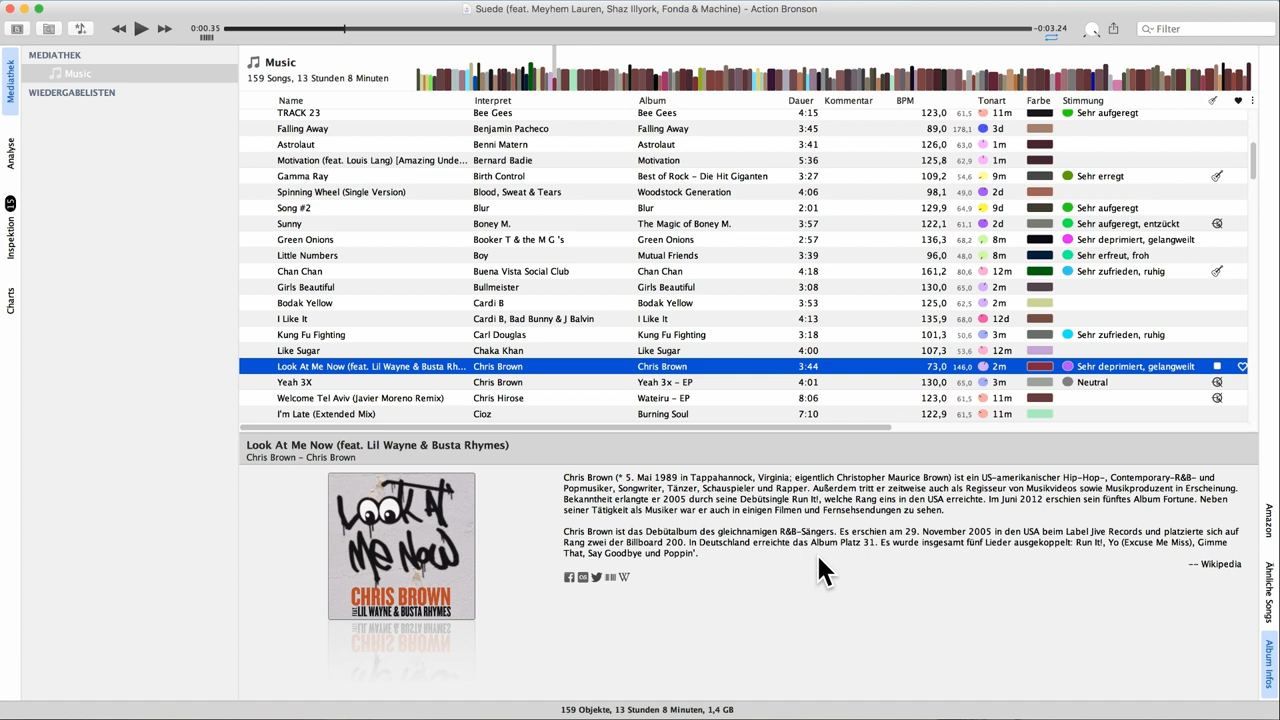 Suede (feat. Meyhem Lauren, Shaz Illyork, Fonda & Machine) - Action Bronson
0:00.35
-0:03.24
Filter
Mediathek
Analyse
Inspektion 15
Charts
MEDIATHEK
Music
WIEDERGABELISTEN
Music
159 Songs, 13 Stunden 8 Minuten
Name Interpret Album Dauer Kommentar BPM Tonart Farbe Stimmung
TRACK 23 Bee Gees Bee Gees 4:15 123,0 61,5 11m Sehr aufgeregt
Falling Away Benjamin Pacheco Falling Away 3:45 89,0 178,1 3d
Astrolaut Benni Matern Astrolaut 3:41 126,0 63,0 1m
Motivation (feat. Louis Lang) [Amazing Unde... Bernard Badie Motivation 5:36 125,8 62,9 1m
Gamma Ray Birth Control Best of Rock - Die Hit Giganten 3:27 109,2 54,6 9m Sehr erregt
Spinning Wheel (Single Version) Blood, Sweat & Tears Woodstock Generation 4:06 98,1 49,0 2d
Song #2 Blur Blur 2:01 129,9 64,9 9d Sehr aufgeregt
Sunny Boney M. The Magic of Boney M. 3:57 122,1 61,1 2d Sehr aufgeregt, entzückt
Green Onions Booker T & the M G 's Green Onions 2:57 136,3 68,2 8m Sehr deprimiert, gelangweilt
Little Numbers Boy Mutual Friends 3:39 96,0 48,0 8m Sehr erfreut, froh
Chan Chan Buena Vista Social Club Chan Chan 4:18 161,2 80,6 12m Sehr zufrieden, ruhig
Girls Beautiful Bullmeister Girls Beautiful 3:08 130,0 65,0 2m
Bodak Yellow Cardi B Bodak Yellow 3:53 125,0 62,5 2m
I Like It Cardi B, Bad Bunny & J Balvin I Like It 4:13 135,9 68,0 12d
Kung Fu Fighting Carl Douglas Kung Fu Fighting 3:18 101,3 50,6 3m Sehr zufrieden, ruhig
Like Sugar Chaka Khan Like Sugar 4:00 107,3 53,6 12m
Look At Me Now (feat. Lil Wayne & Busta Rh... Chris Brown Chris Brown 3:44 73,0 146,0 2m Sehr deprimiert, gelangweilt
Yeah 3X Chris Brown Yeah 3x - EP 4:01 130,0 65,0 3m Neutral
Welcome Tel Aviv (Javier Moreno Remix) Chris Hirose Wateiru - EP 8:06 123,0 61,5 11m
I'm Late (Extended Mix) Cioz Burning Soul 7:10 122,9 61,5 11m
Look At Me Now (feat. Lil Wayne & Busta Rhymes)
Chris Brown - Chris Brown
LOOK AT
ME NOW
CHRIS BROWN
FEAT LIL WAYNE & BUSTA RHYMES
Chris Brown (* 5. Mai 1989 in Tappahannock, Virginia; eigentlich Christopher Maurice Brown) ist ein US-amerikanischer Hip-Hop-, Contemporary-R&B- und
Popmusiker, Songwriter, Tänzer, Schauspieler und Rapper. Außerdem tritt er zeitweise auch als Regisseur von Musikvideos sowie Musikproduzent in Erscheinung.
Bekanntheit erlangte er 2005 durch seine Debütsingle Run It!, welche Rang eins in den USA erreichte. Im Juni 2012 erschien sein fünftes Album Fortune. Neben
seiner Tätigkeit als Musiker war er auch in einigen Filmen und Fernsehsendungen zu sehen.
Chris Brown ist das Debütalbum des gleichnamigen R&B-Sängers. Es erschien am 29. November 2005 in den USA beim Label Jive Records und platzierte sich auf
Rang zwei der Billboard 200. In Deutschland erreichte das Album Platz 31. Es wurde insgesamt fünf Lieder ausgekoppelt: Run It!, Yo (Excuse Me Miss), Gimme
That, Say Goodbye und Poppin'.
-- Wikipedia
Amazon
Ähnliche Songs
Album Infos
159 Objekte, 13 Stunden 8 Minuten, 1,4 GB